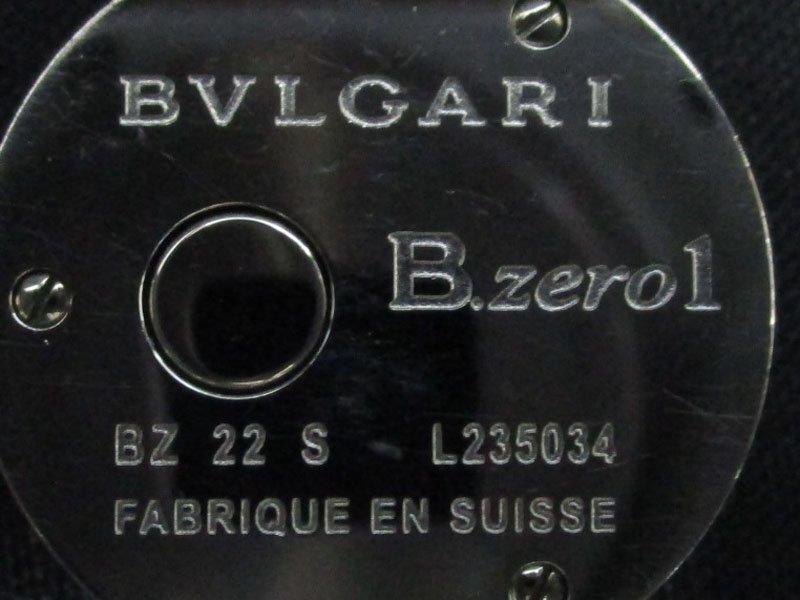 BVLGARI
B.zero1
BZ 22 S L235034
FABRIQUE EN SUISSE